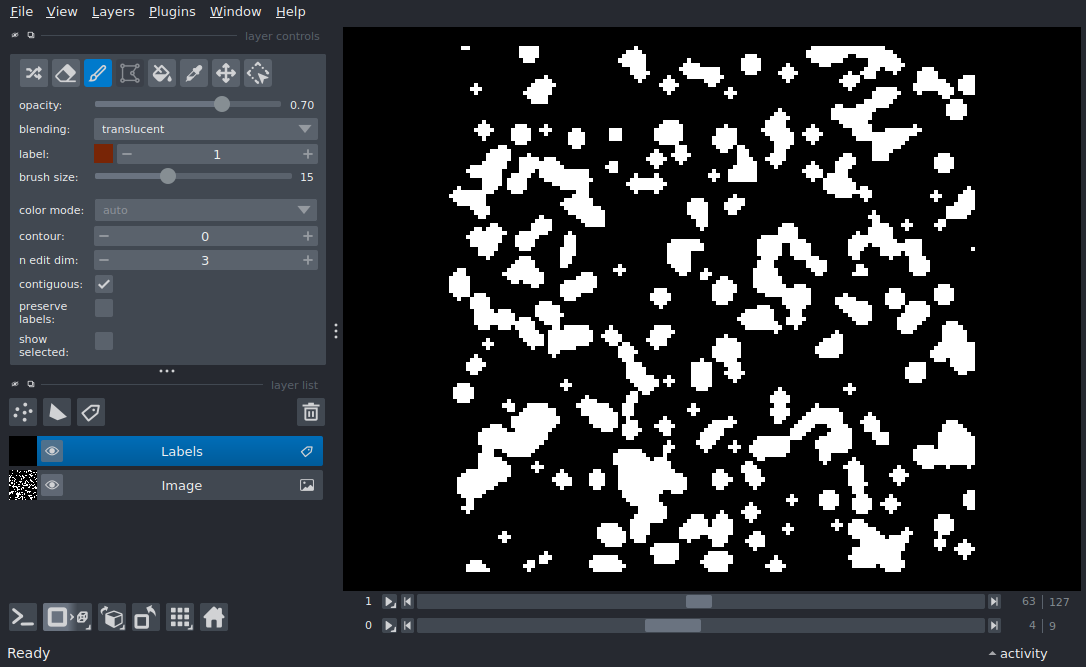 File View Layers Plugins Window Help
layer controls
opacity: 0.70
blending: translucent
label: 1
brush size: 15
color mode: auto
contour: 0
n edit dim: 3
contiguous:
preserve
labels:
show
selected:
layer list
Labels
Image
1 63 127
0 4 9
Ready activity